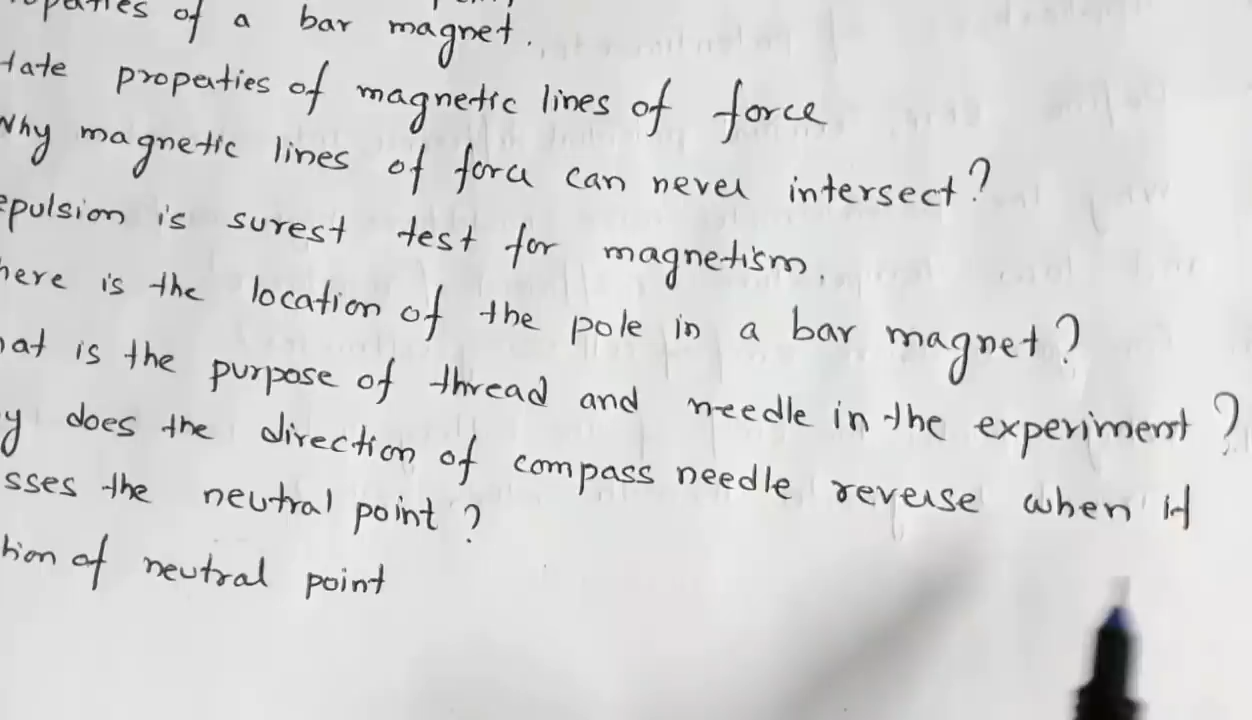 of a bar magnet.
tate properties of magnetic lines of force
Why magnetic lines of force can never intersect?
epulsion is surest test for magnetism.
here is the location of the pole in a bar magnet?
hat is the purpose of thread and needle in the experiment?
y does the direction of compass needle reverse when it
sses the neutral point?
tion of neutral point